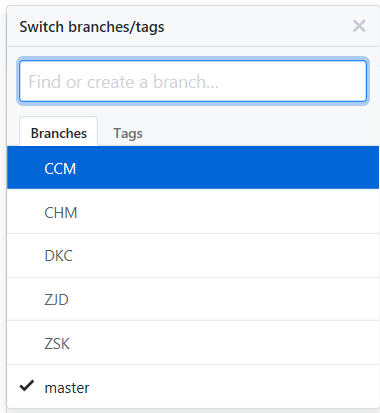 Switch branches/tags
Find or create a branch...
Branches Tags
CCM
CHM
DKC
ZJD
ZSK
master